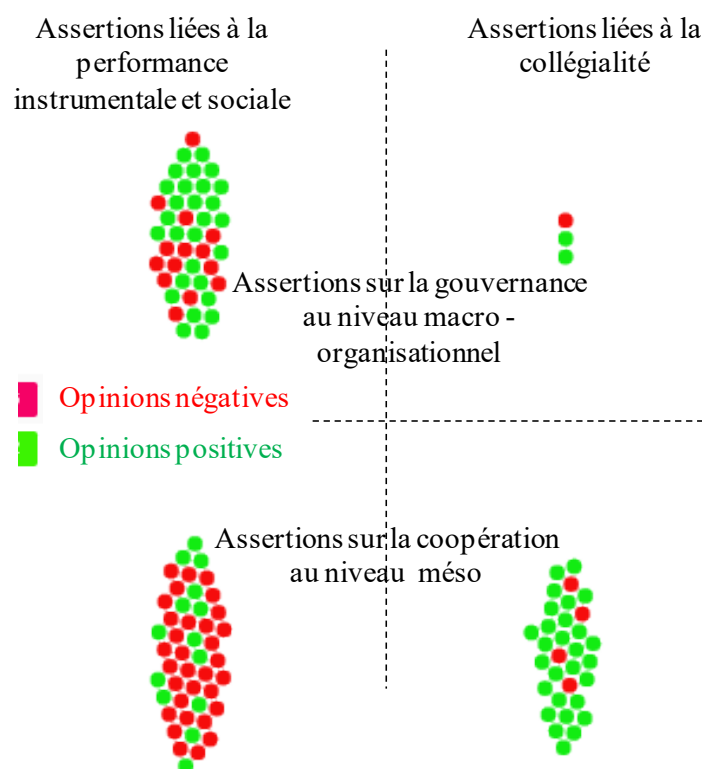 Assertions liées à la
performance
instrumentale et sociale
Assertions liées à la
collégialité
Assertions sur la gouvernance
au niveau macro -
organisationnel
Opinions négatives
Opinions positives
Assertions sur la coopération
au niveau méso